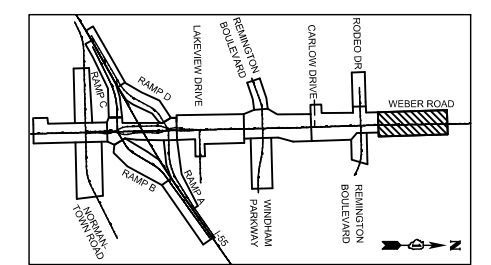 RAMP C
RAMP D
LAKEVIEW DRIVE
REMINGTON
BOULEVARD
CARLOW DRIVE
RODEO DR
WEBER ROAD
RAMP B
RAMP A
I-55
NORMAN-
TOWN ROAD
WINDHAM
PARKWAY
REMINGTON
BOULEVARD
N